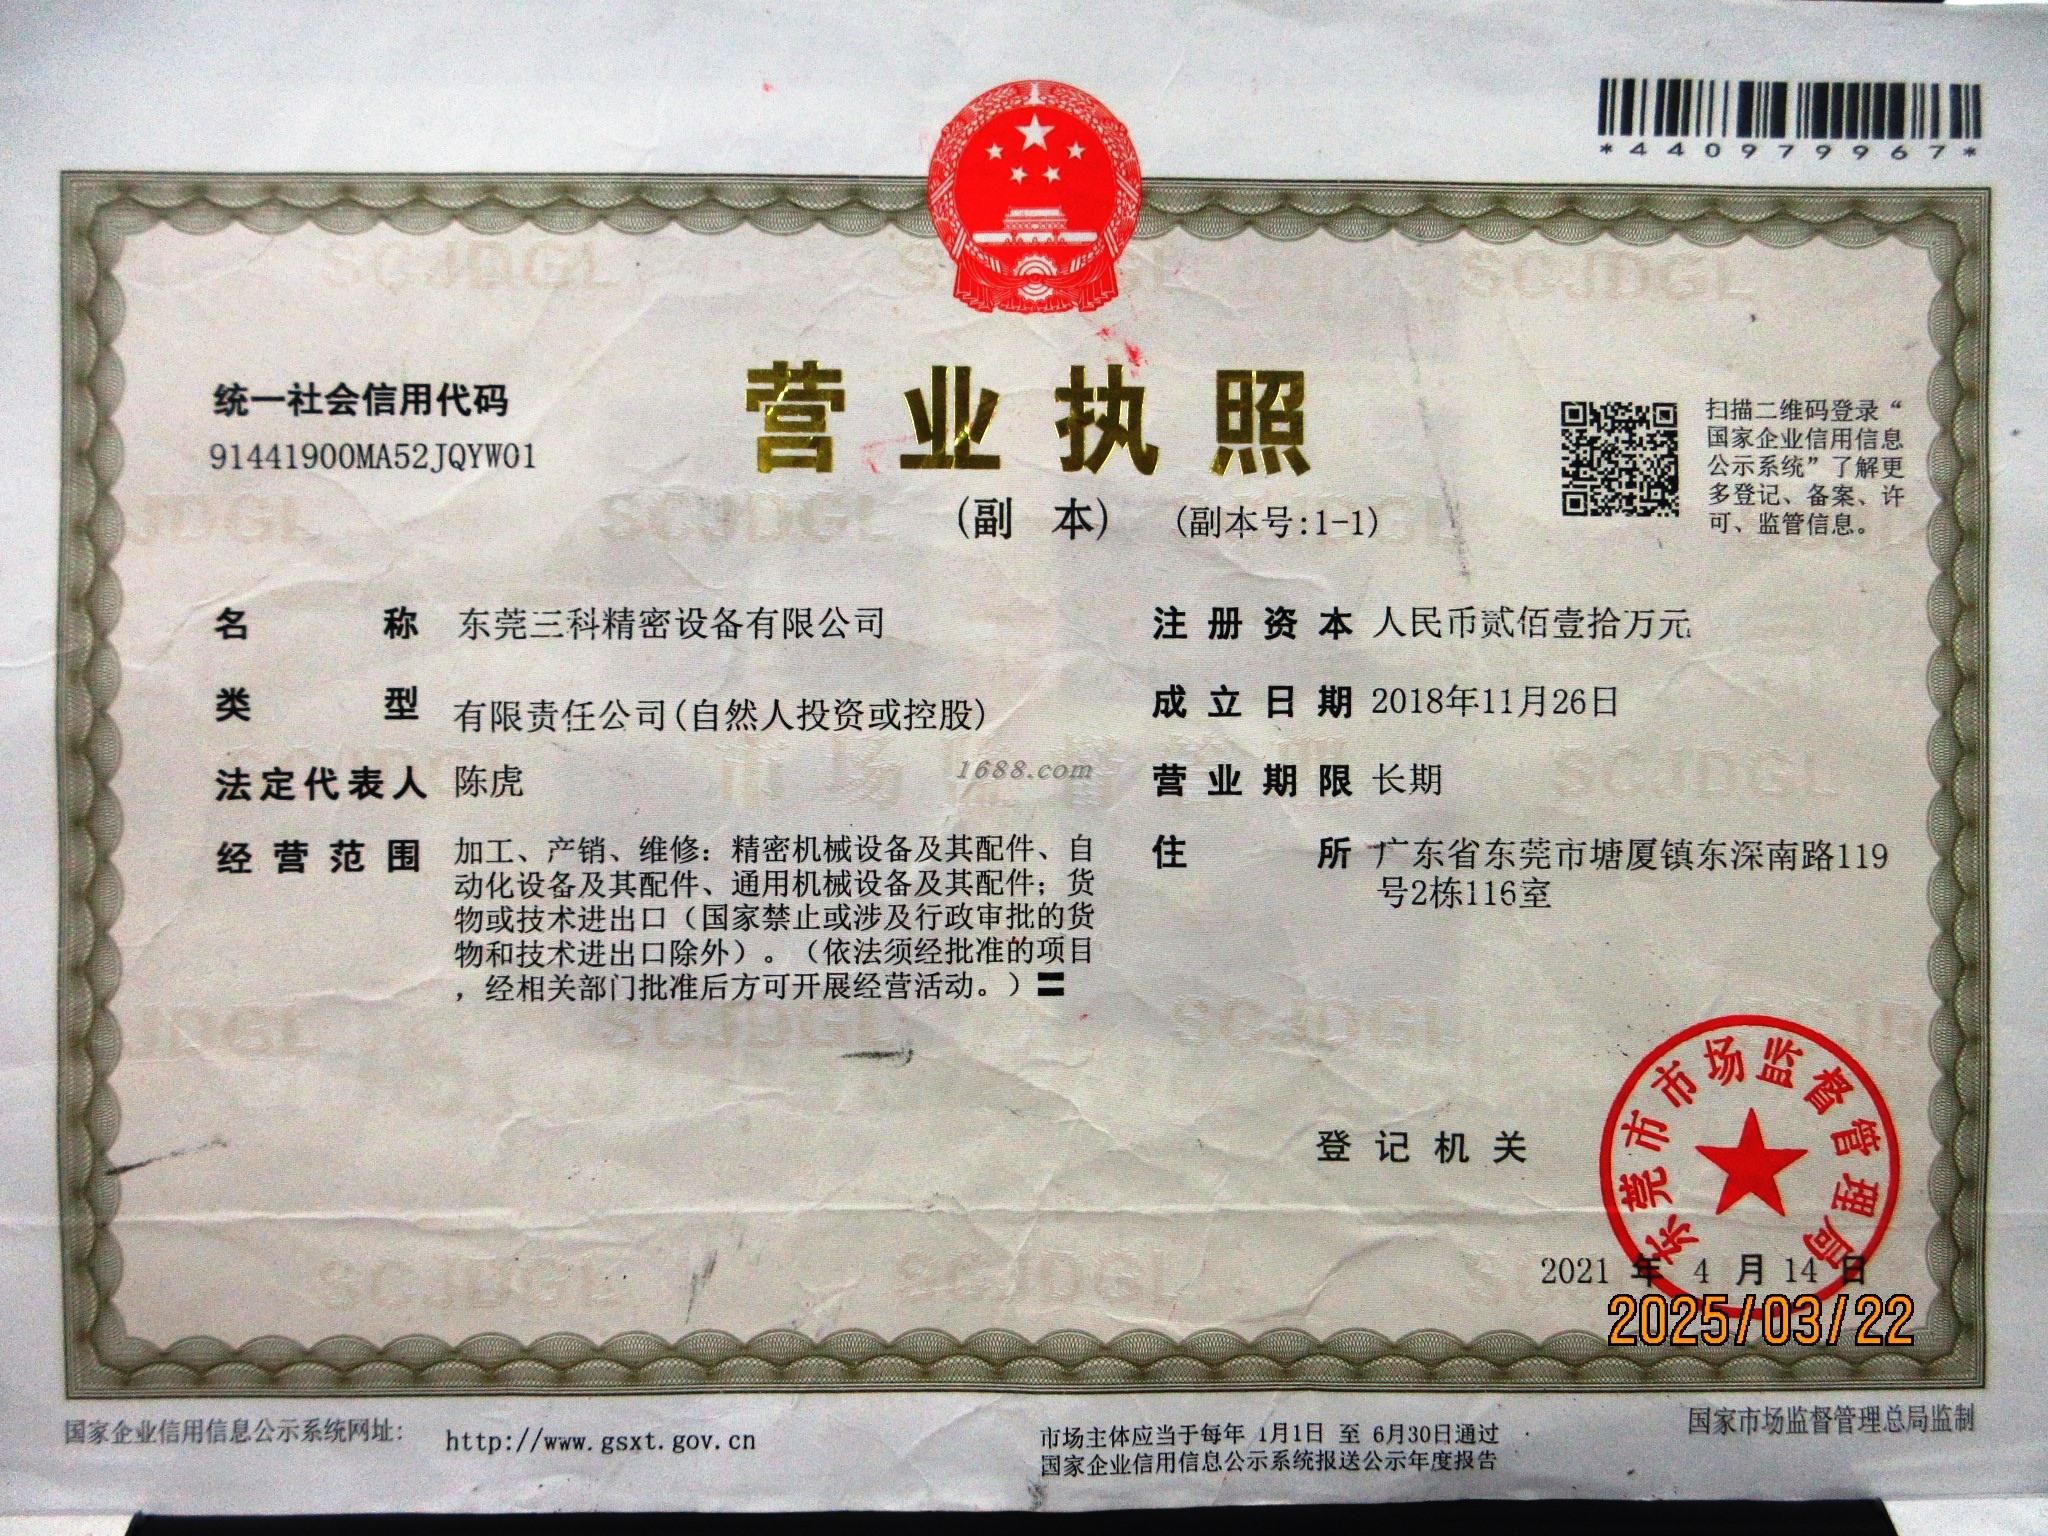 *440979967*
统一社会信用代码
91441900MA52JQYW01
营业执照
(副 本) (副本号:1-1)
扫描二维码登录“
国家企业信用信息
公示系统”了解更
多登记、备案、许
可、监管信息。
名 称 东莞三科精密设备有限公司
类 型 有限责任公司(自然人投资或控股)
法定代表人 陈虎
经营范围 加工、产销、维修：精密机械设备及其配件、自
动化设备及其配件、通用机械设备及其配件；货
物或技术进出口（国家禁止或涉及行政审批的货
物和技术进出口除外）。（依法须经批准的项目
，经相关部门批准后方可开展经营活动。）〓
注册资本 人民币贰佰壹拾万元
成立日期 2018年11月26日
营业期限 长期
住 所 广东省东莞市塘厦镇东深南路119
号2栋116室
1688.com
SCJDGL
市场监督管理
登记机关
东莞市市场监督管理局
2021 年 4 月 14 日
2025/03/22
国家企业信用信息公示系统网址： http://www.gsxt.gov.cn
市场主体应当于每年 1月1日 至 6月30日通过
国家企业信用信息公示系统报送公示年度报告
国家市场监督管理总局监制